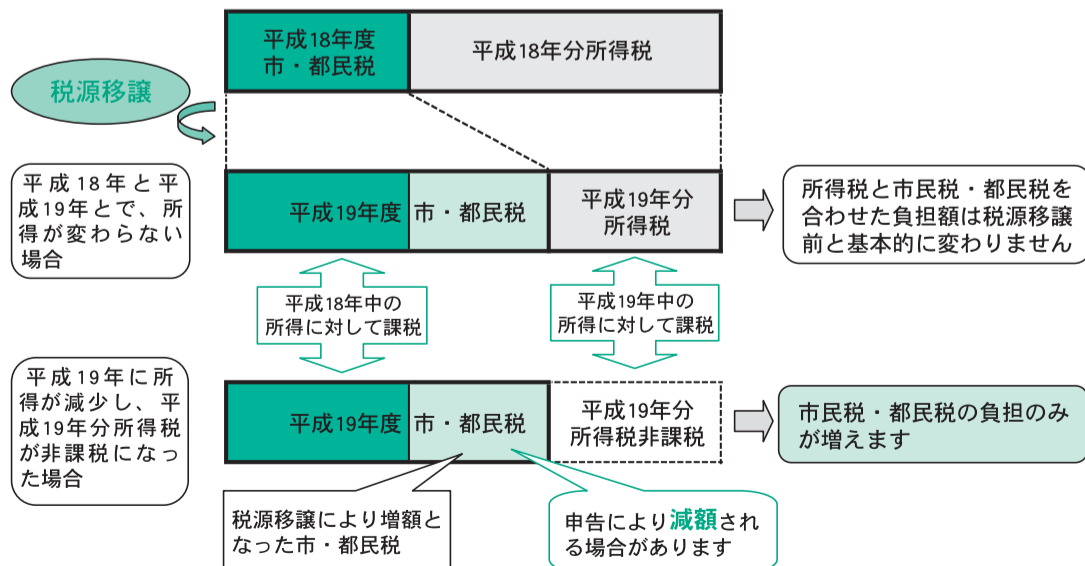 平成18年度
市・都民税
平成18年分所得税
税源移譲
平成18年と平
成19年とで、所
得が変わらない
場合
平成19年度 市・都民税
平成19年分
所得税
所得税と市民税・都民税を
合わせた負担額は税源移譲
前と基本的に変わりません
平成18年中の
所得に対して課税
平成19年中の
所得に対して課税
平成19年に所
得が減少し、平
成19年分所得税
が非課税になっ
た場合
平成19年度 市・都民税
平成19年分
所得税非課税
市民税・都民税の負担のみ
が増えます
税源移譲により増額と
なった市・都民税
申告により減額され
る場合があります